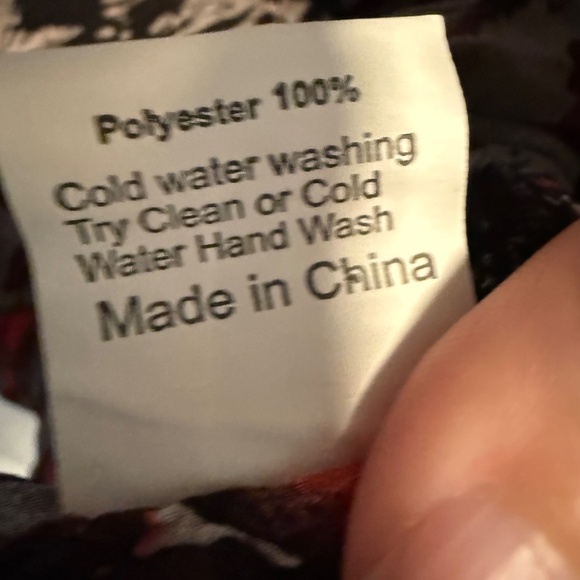 Polyester 100%
Cold water washing
Try Clean or Cold
Water Hand Wash
Made in China